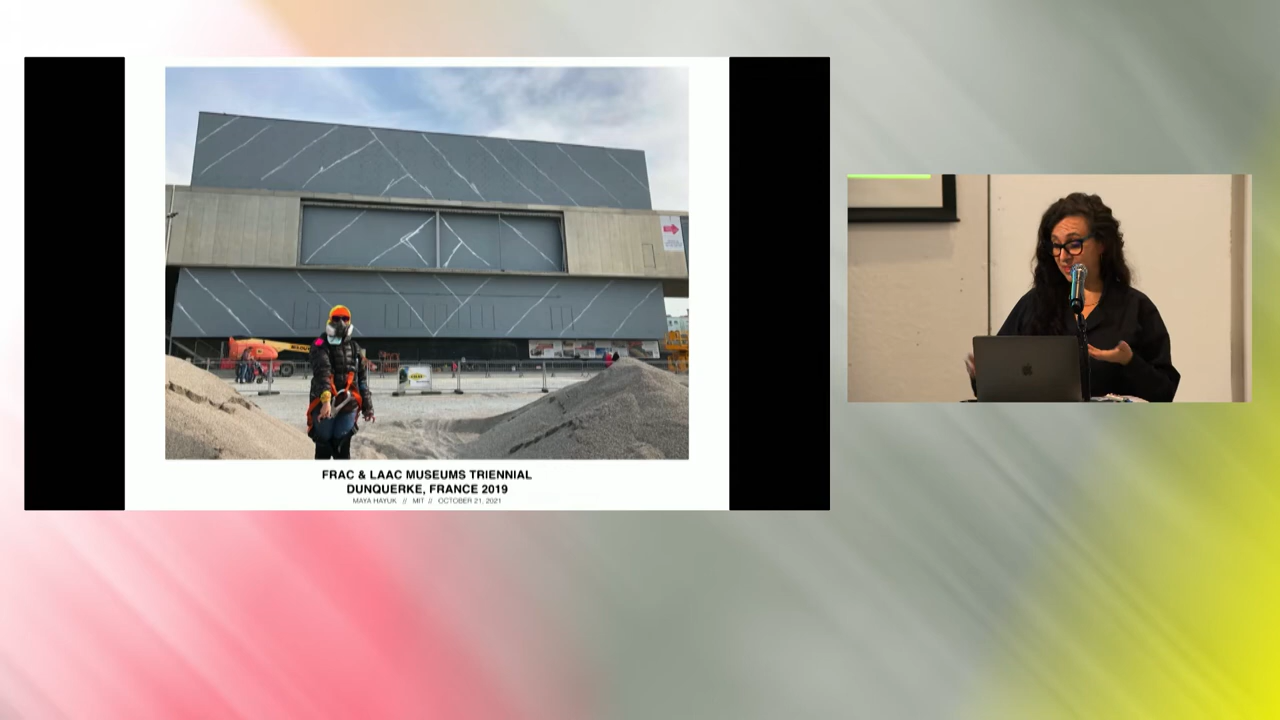 FRAC & LAAC MUSEUMS TRIENNIAL
DUNQUERKE, FRANCE 2019
MAYA HAYUK // MIT // OCTOBER 21, 2021